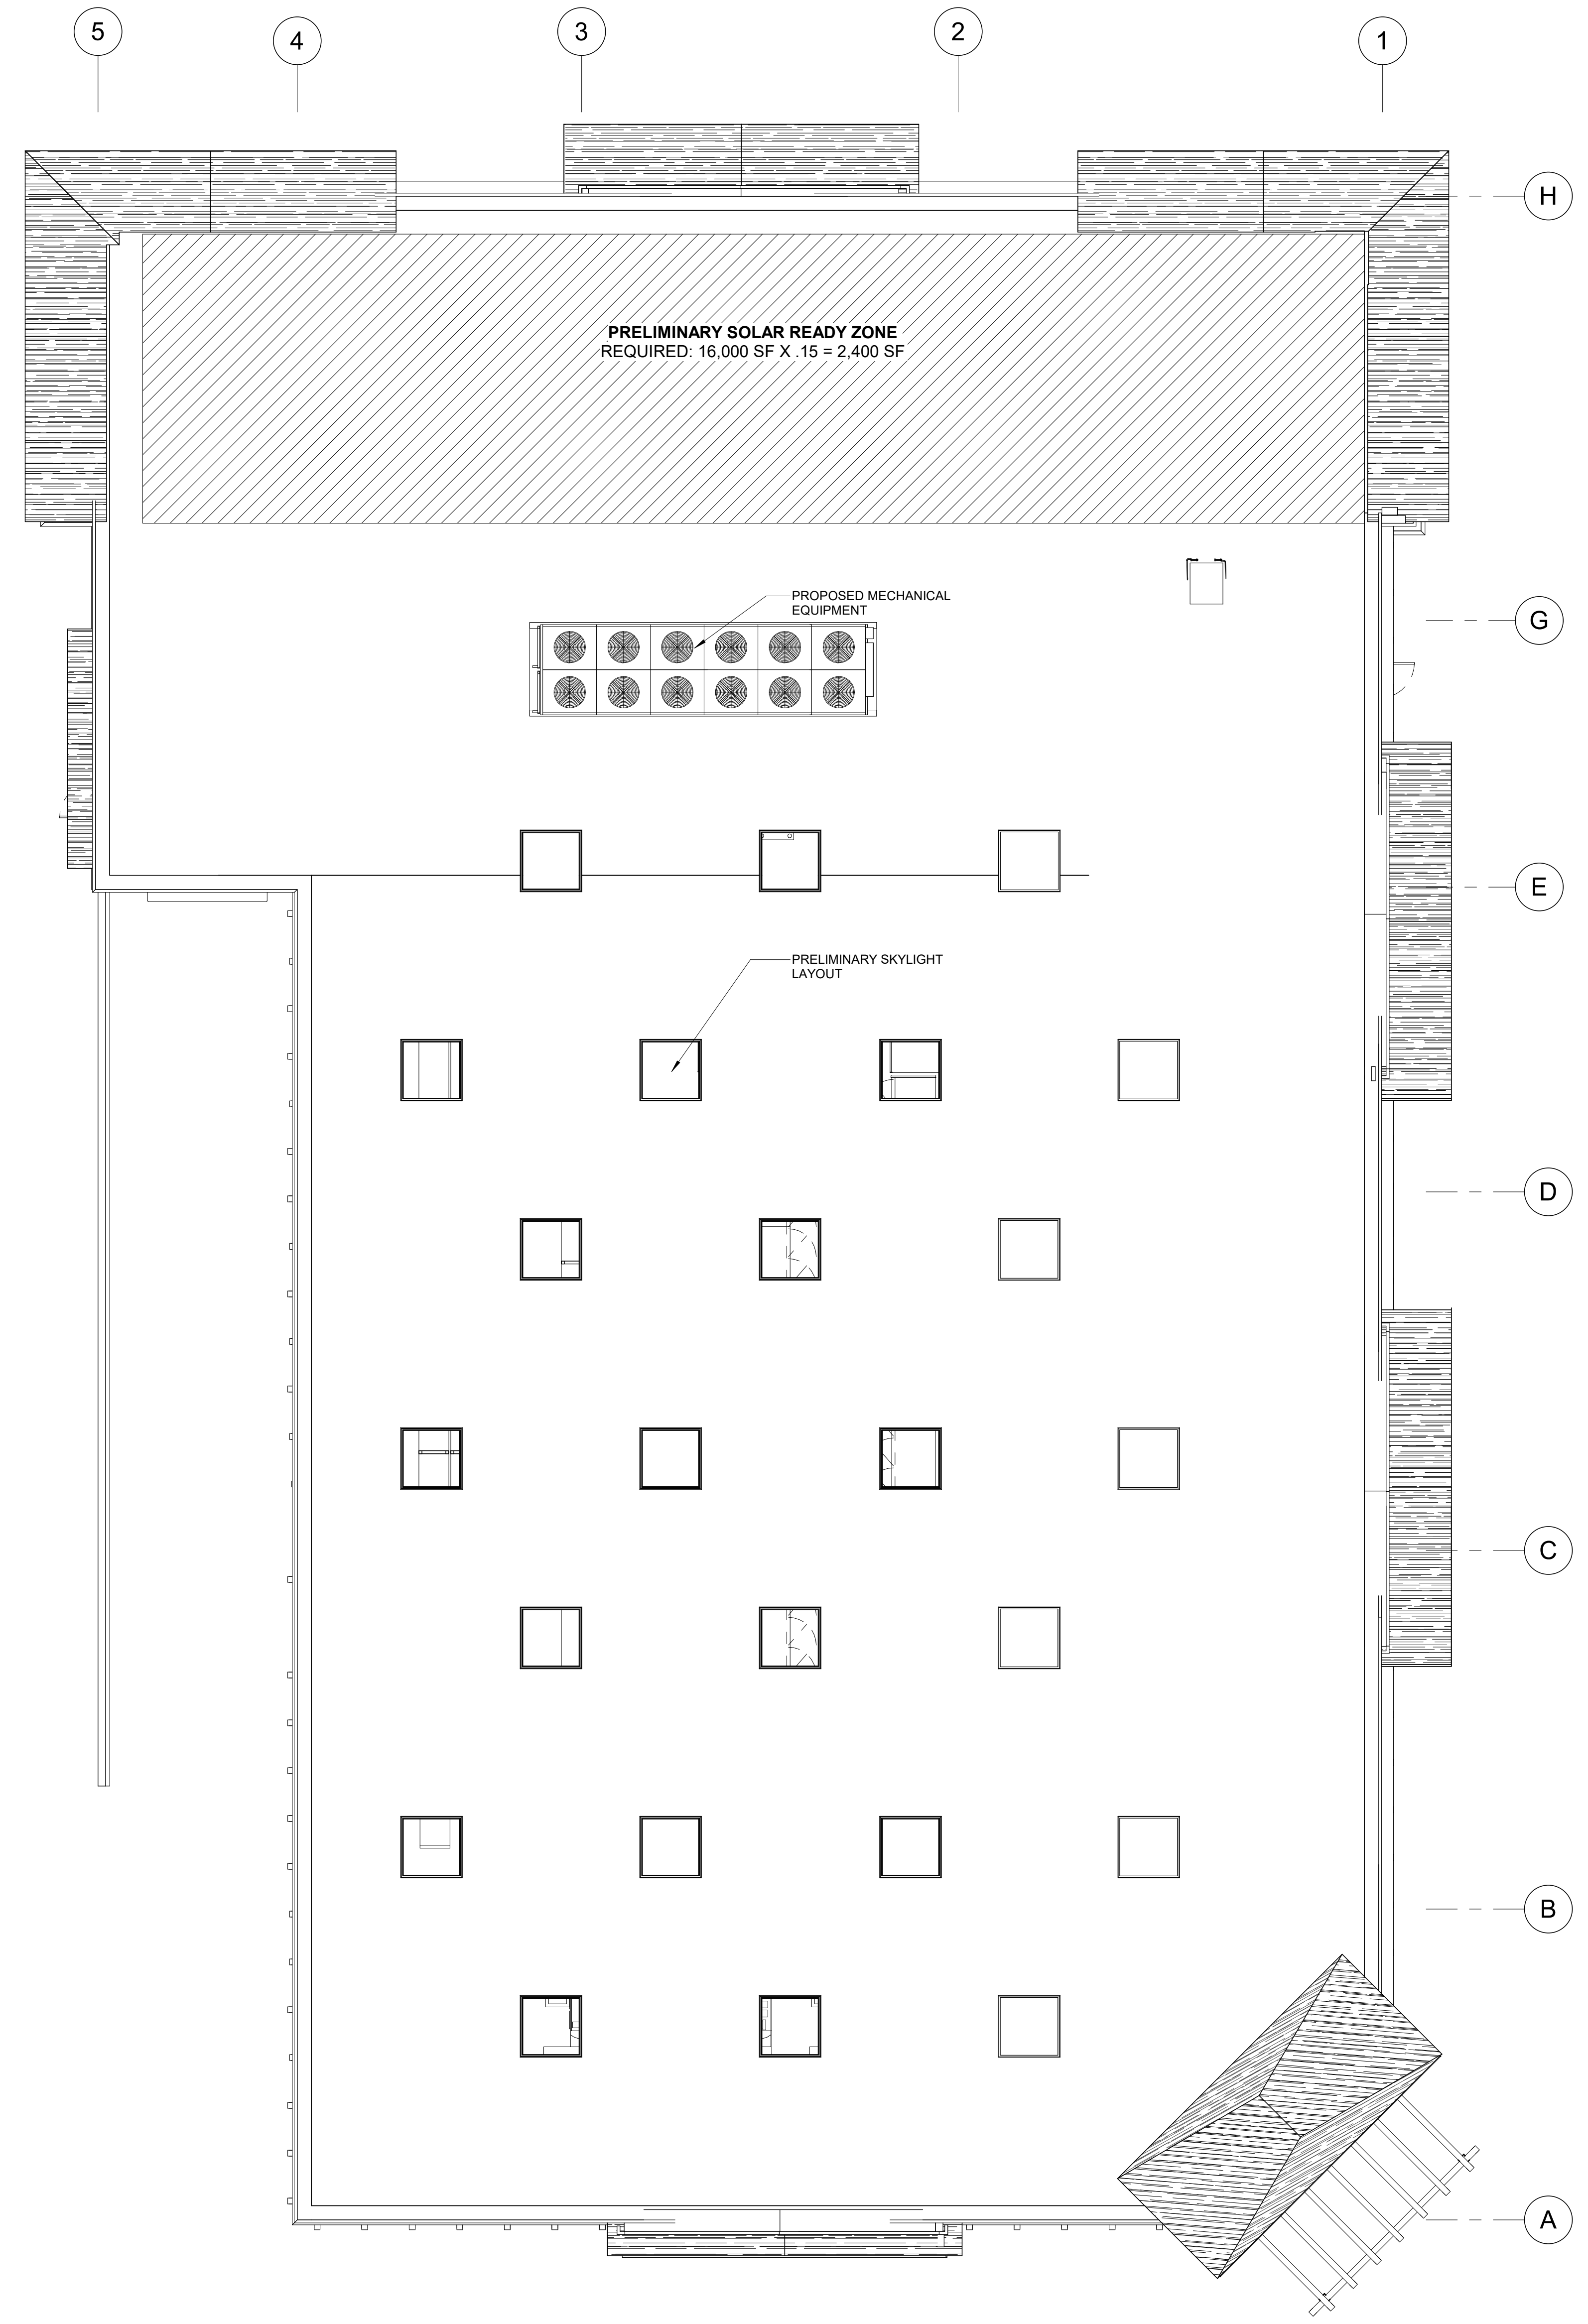 5
4
3
2
1
H
PRELIMINARY SOLAR READY ZONE
REQUIRED: 16,000 SF X .15 = 2,400 SF
PROPOSED MECHANICAL
EQUIPMENT
G
E
PRELIMINARY SKYLIGHT
LAYOUT
D
C
B
A